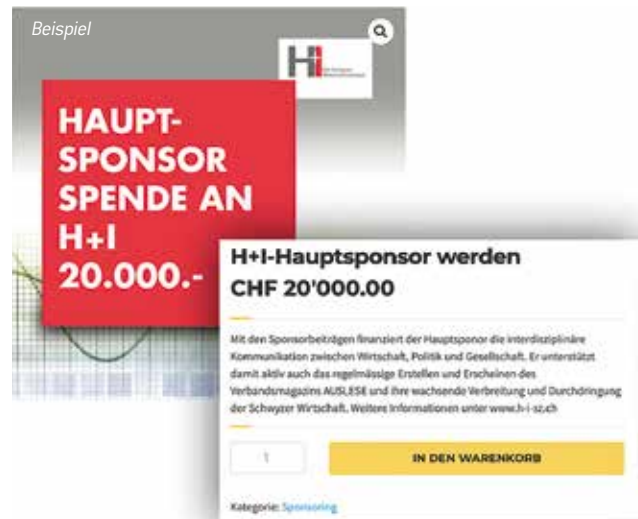 Beispiel
Hi
HAUPT-
SPONSOR
SPENDE AN
H+I
20.000.-
H+I-Hauptsponsor werden
CHF 20'000.00
Mit den Sponsorbeiträgen finanziert der Hauptsponor die interdisziplinäre
Kommunikation zwischen Wirtschaft, Politik und Gesellschaft. Er unterstützt
damit aktiv auch das regelmässige Erstellen und Erscheinen des
Verbandsmagazins AUSLESE und ihre wachsende Verbreitung und Durchdringung
der Schwyzer Wirtschaft. Weitere Informationen unter www.h-i-sz.ch
1
IN DEN WARENKORB
Kategorie: Sponsoring